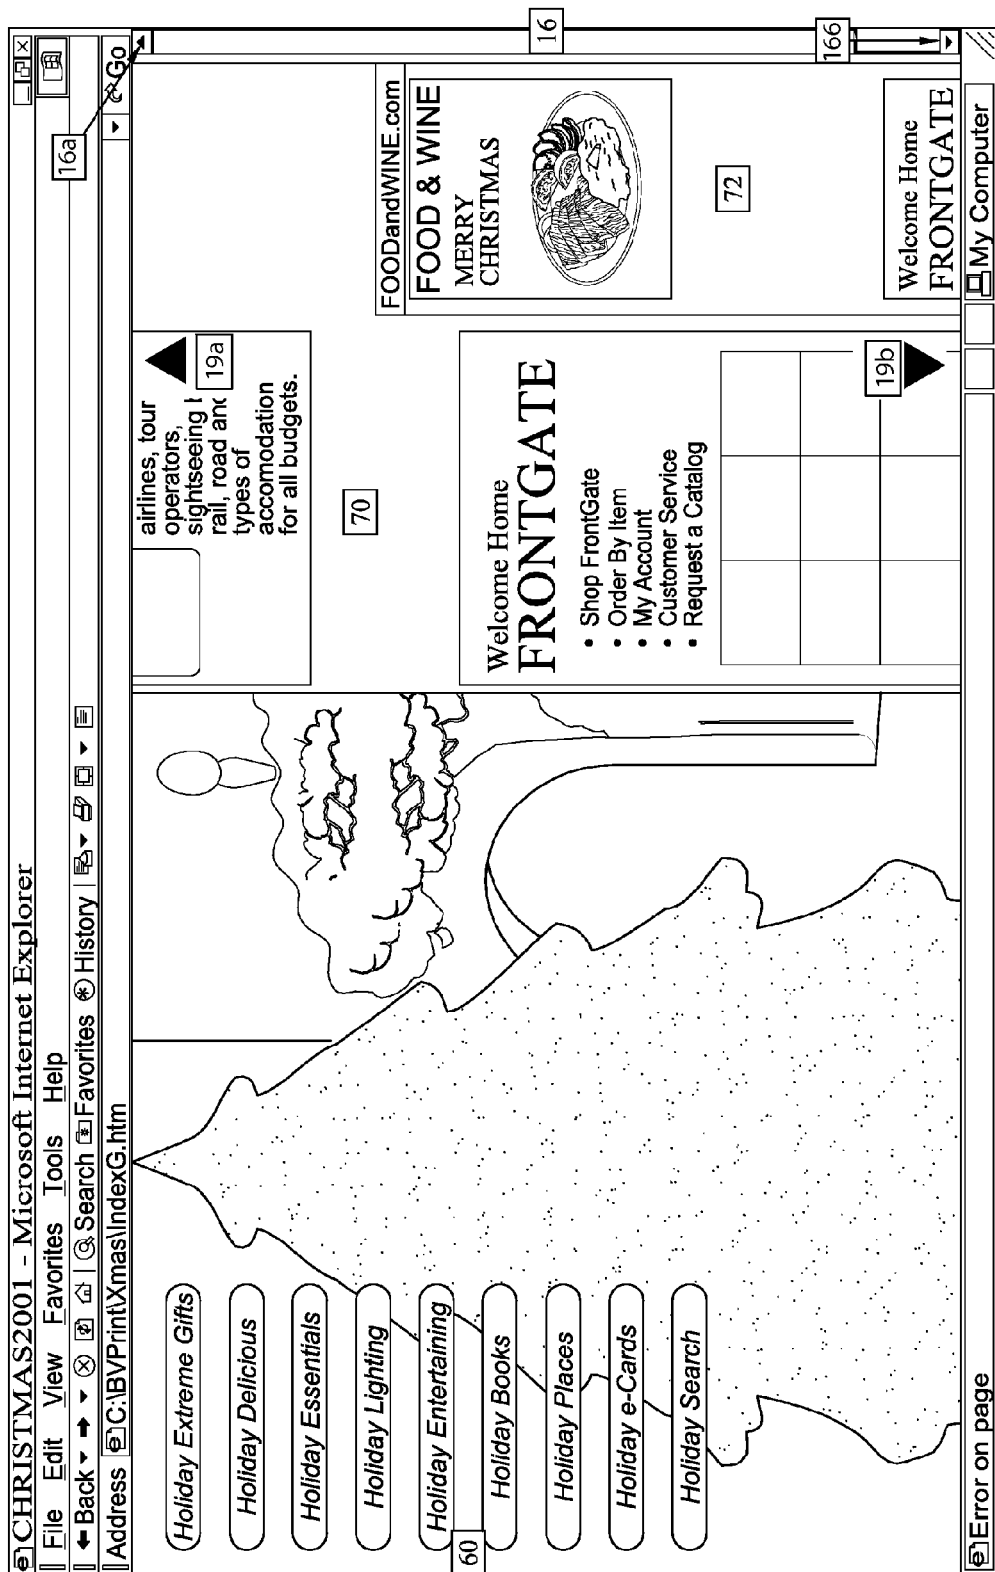 CHRISTMAS2001 - Microsoft Internet Explorer
File Edit View Favorites Tools Help
Back Search Favorites History
Address C:\BVPrint\Xmas\IndexG.htm Go
16a
Holiday Extreme Gifts
Holiday Delicious
Holiday Essentials
Holiday Lighting
Holiday Entertaining
Holiday Books
Holiday Places
Holiday e-Cards
Holiday Search
60
airlines, tour
operators,
sightseeing
rail, road and
types of
accomodation
for all budgets.
19a
70
Welcome Home
FRONTGATE
• Shop FrontGate
• Order By Item
• My Account
• Customer Service
• Request a Catalog
19b
FOODandWINE.com
FOOD & WINE
MERRY
CHRISTMAS
72
Welcome Home
FRONTGATE
16
166
Error on page My Computer